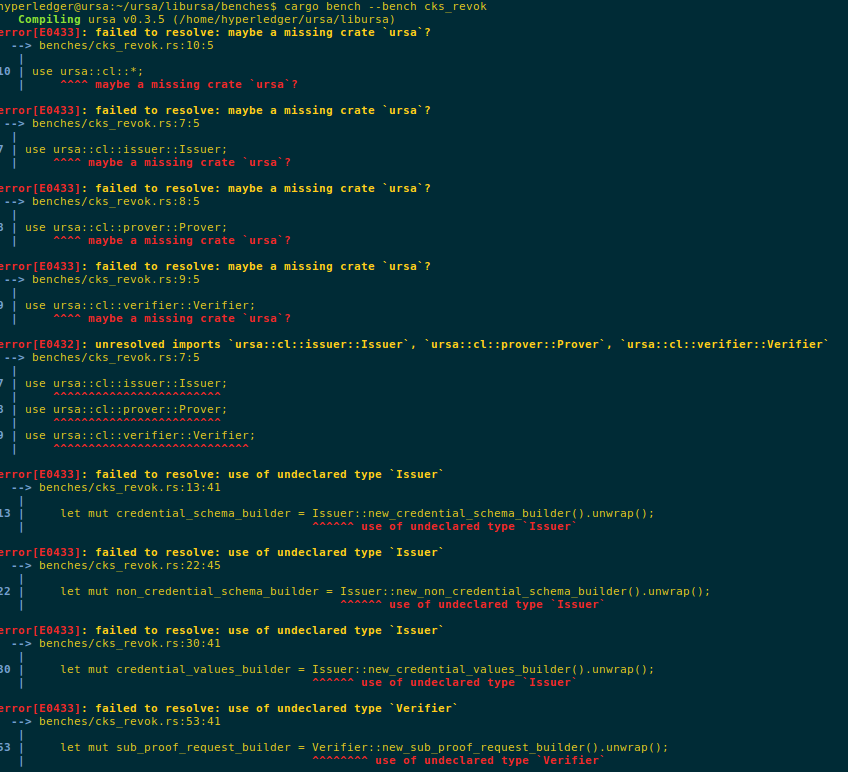 hyperledger@ursa:~/ursa/libursa/benches$ cargo bench --bench cks_revok
   Compiling ursa v0.3.5 (/home/hyperledger/ursa/libursa)
error[E0433]: failed to resolve: maybe a missing crate `ursa`?
  --> benches/cks_revok.rs:10:5
   |
10 | use ursa::cl::*;
   |     ^^^^ maybe a missing crate `ursa`?

error[E0433]: failed to resolve: maybe a missing crate `ursa`?
 --> benches/cks_revok.rs:7:5
  |
7 | use ursa::cl::issuer::Issuer;
  |     ^^^^ maybe a missing crate `ursa`?

error[E0433]: failed to resolve: maybe a missing crate `ursa`?
 --> benches/cks_revok.rs:8:5
  |
8 | use ursa::cl::prover::Prover;
  |     ^^^^ maybe a missing crate `ursa`?

error[E0433]: failed to resolve: maybe a missing crate `ursa`?
 --> benches/cks_revok.rs:9:5
  |
9 | use ursa::cl::verifier::Verifier;
  |     ^^^^ maybe a missing crate `ursa`?

error[E0432]: unresolved imports `ursa::cl::issuer::Issuer`, `ursa::cl::prover::Prover`, `ursa::cl::verifier::Verifier`
 --> benches/cks_revok.rs:7:5
  |
7 | use ursa::cl::issuer::Issuer;
  |     ^^^^^^^^^^^^^^^^^^^^^^^^
8 | use ursa::cl::prover::Prover;
  |     ^^^^^^^^^^^^^^^^^^^^^^^^
9 | use ursa::cl::verifier::Verifier;
  |     ^^^^^^^^^^^^^^^^^^^^^^^^^^^^

error[E0433]: failed to resolve: use of undeclared type `Issuer`
  --> benches/cks_revok.rs:13:41
   |
13 |     let mut credential_schema_builder = Issuer::new_credential_schema_builder().unwrap();
   |                                         ^^^^^^ use of undeclared type `Issuer`

error[E0433]: failed to resolve: use of undeclared type `Issuer`
  --> benches/cks_revok.rs:22:45
   |
22 |     let mut non_credential_schema_builder = Issuer::new_non_credential_schema_builder().unwrap();
   |                                             ^^^^^^ use of undeclared type `Issuer`

error[E0433]: failed to resolve: use of undeclared type `Issuer`
  --> benches/cks_revok.rs:30:41
   |
30 |     let mut credential_values_builder = Issuer::new_credential_values_builder().unwrap();
   |                                         ^^^^^^ use of undeclared type `Issuer`

error[E0433]: failed to resolve: use of undeclared type `Verifier`
  --> benches/cks_revok.rs:53:41
   |
53 |     let mut sub_proof_request_builder = Verifier::new_sub_proof_request_builder().unwrap();
   |                                         ^^^^^^^^ use of undeclared type `Verifier`